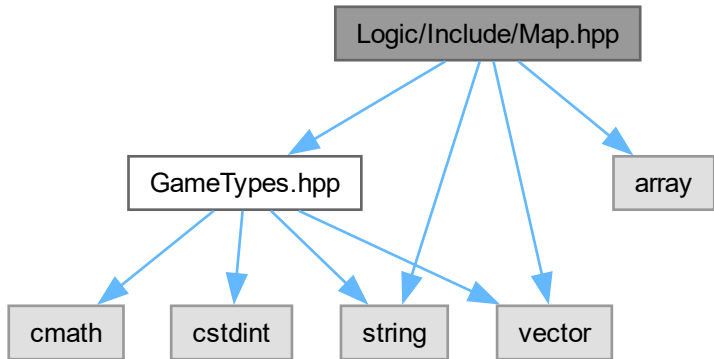 Logic/Include/Map.hpp
GameTypes.hpp
array
cmath
cstdint
string
vector